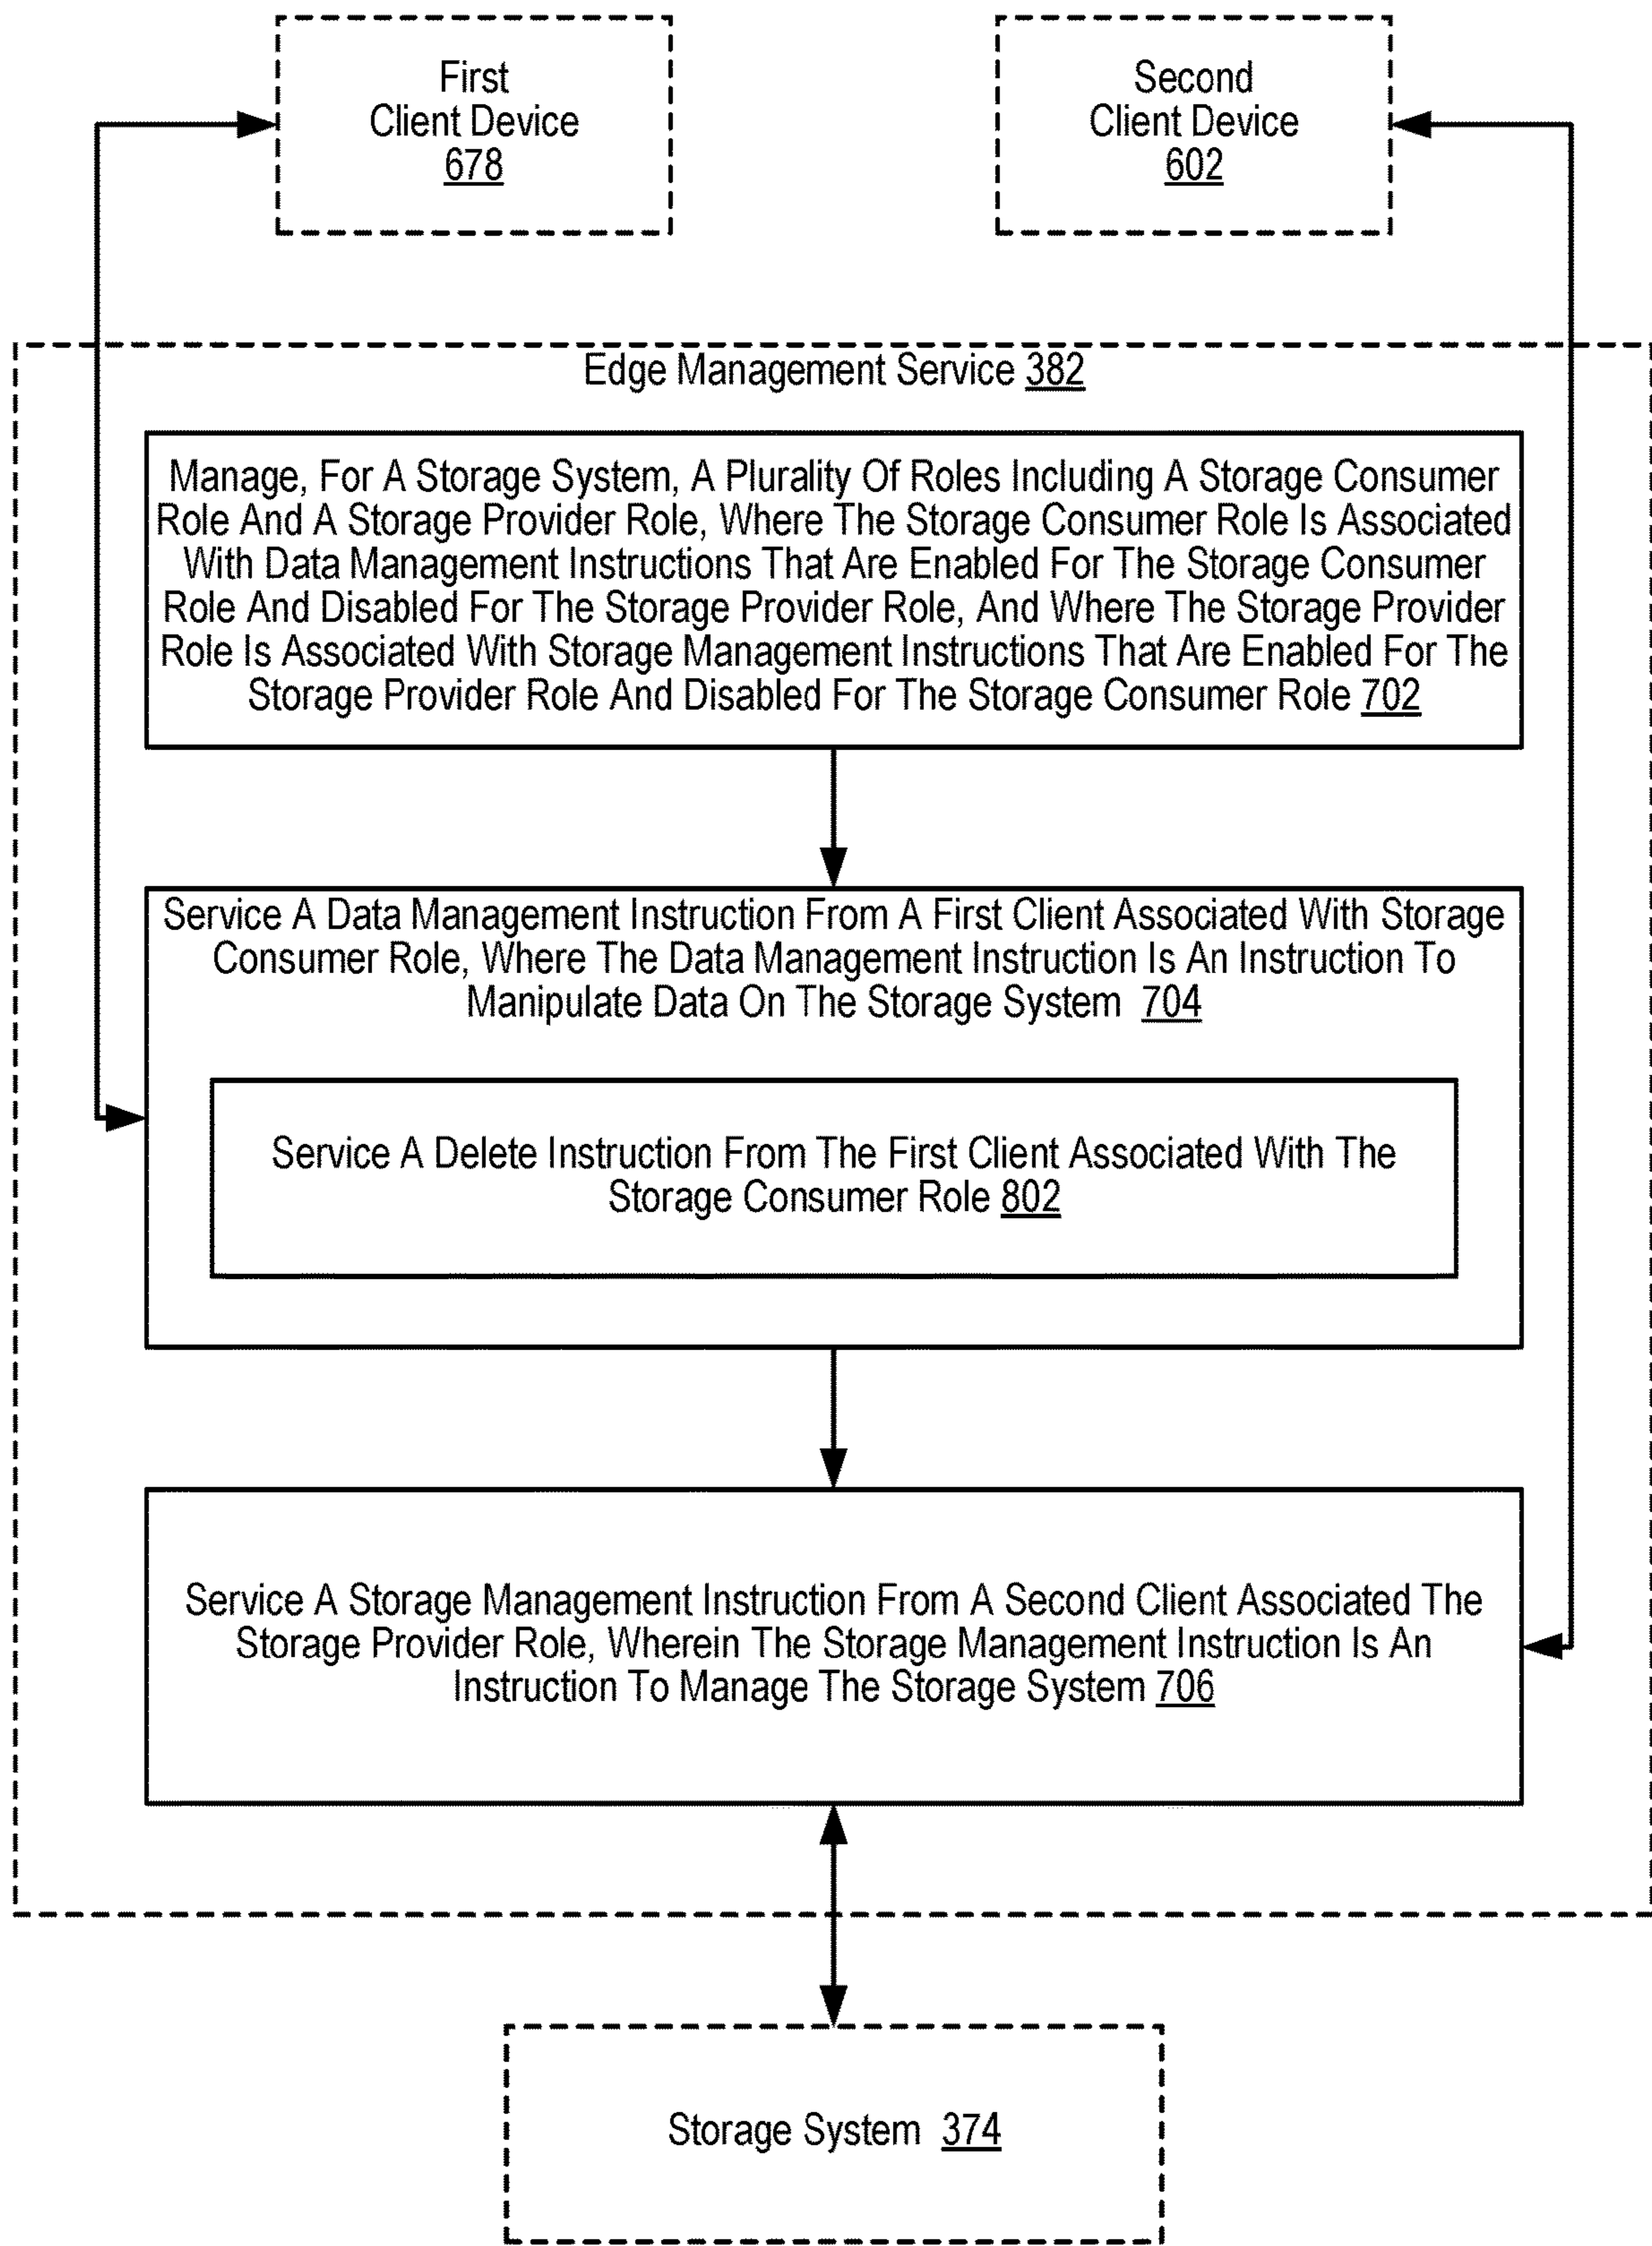 First
Client Device
678
Second
Client Device
602
Edge Management Service 382
Manage, For A Storage System, A Plurality Of Roles Including A Storage Consumer
Role And A Storage Provider Role, Where The Storage Consumer Role Is Associated
With Data Management Instructions That Are Enabled For The Storage Consumer
Role And Disabled For The Storage Provider Role, And Where The Storage Provider
Role Is Associated With Storage Management Instructions That Are Enabled For The
Storage Provider Role And Disabled For The Storage Consumer Role 702
Service A Data Management Instruction From A First Client Associated With Storage
Consumer Role, Where The Data Management Instruction Is An Instruction To
Manipulate Data On The Storage System 704
Service A Delete Instruction From The First Client Associated With The
Storage Consumer Role 802
Service A Storage Management Instruction From A Second Client Associated The
Storage Provider Role, Wherein The Storage Management Instruction Is An
Instruction To Manage The Storage System 706
Storage System 374